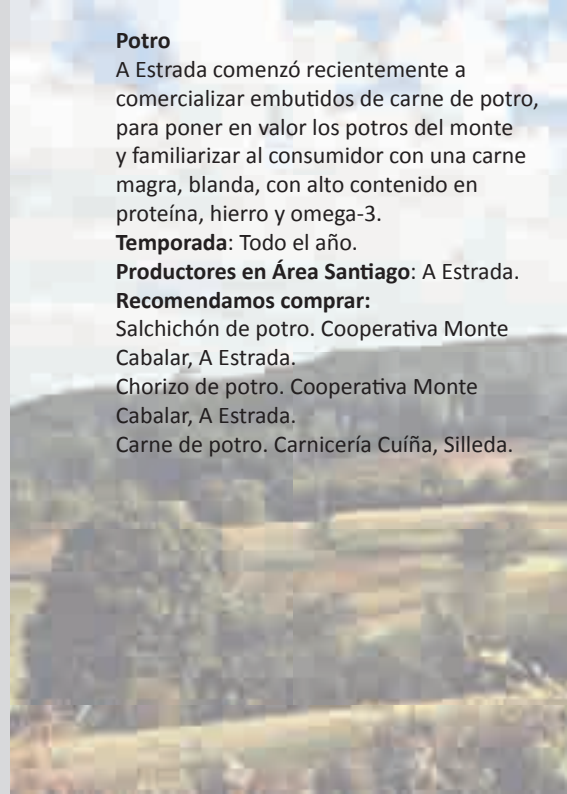 Potro
A Estrada comenzó recientemente a
comercializar embutidos de carne de potro,
para poner en valor los potros del monte
y familiarizar al consumidor con una carne
magra, blanda, con alto contenido en
proteína, hierro y omega-3.
Temporada: Todo el año.
Productores en Área Santiago: A Estrada.
Recomendamos comprar:
Salchichón de potro. Cooperativa Monte
Cabalar, A Estrada.
Chorizo de potro. Cooperativa Monte
Cabalar, A Estrada.
Carne de potro. Carnicería Cuíña, Silleda.